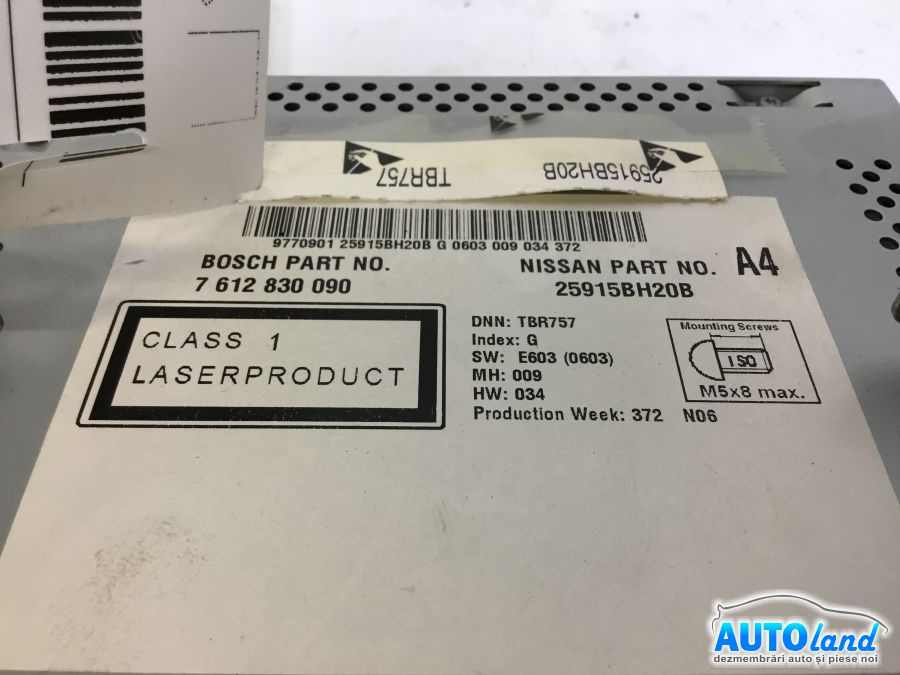 TBR757
25915BH20B
9770901 25915BH20B G 0603 009 034 372
BOSCH PART NO.
7 612 830 090
NISSAN PART NO.
25915BH20B
A4
CLASS 1
LASERPRODUCT
DNN: TBR757
Index: G
SW: E603 (0603)
MH: 009
HW: 034
Production Week: 372 N06
Mounting Screws
ISO
M5x8 max.
AUTOland
dezmembrări auto și piese noi